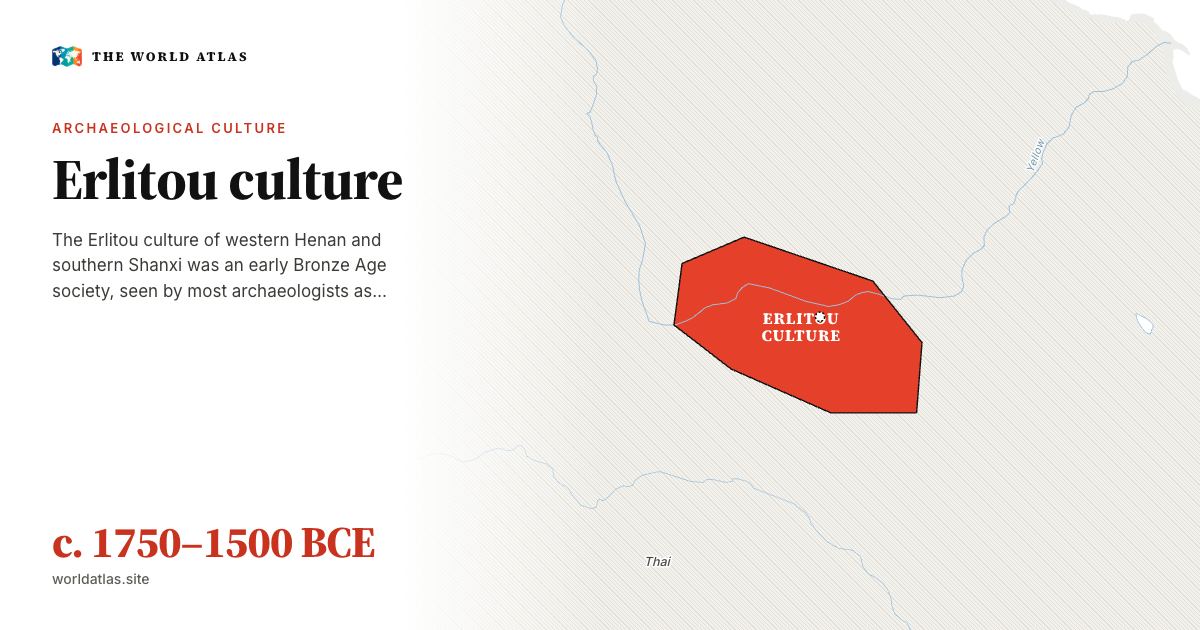 THE WORLD ATLAS
ARCHAEOLOGICAL CULTURE
Erlitou culture
The Erlitou culture of western Henan and
southern Shanxi was an early Bronze Age
society, seen by most archaeologists as...
c. 1750–1500 BCE
worldatlas.site
Yellow
ERLITOU
CULTURE
Thai